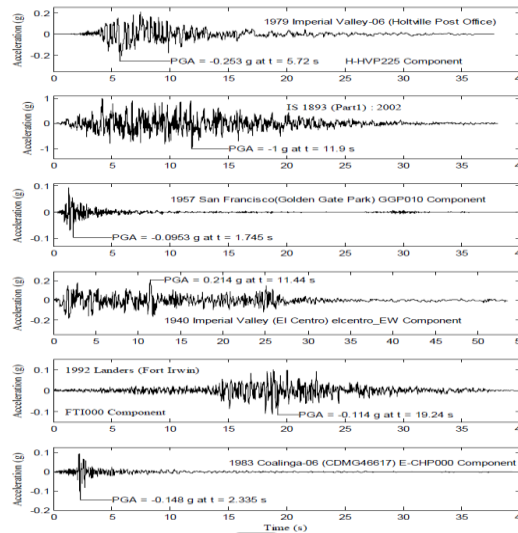 1979 Imperial Valley-06 (Holtville Post Office)
H-HVP225 Component
PGA = -0.253 g at t = 5.72 s
Acceleration (g)
0.2
0
-0.2
0 5 10 15 20 25 30 35 40
IS 1893 (Part1) : 2002
PGA = -1 g at t = 11.9 s
Acceleration (g)
1
0
-1
0 5 10 15 20 25 30 35 40
1957 San Francisco(Golden Gate Park) GGP010 Component
PGA = -0.0953 g at t = 1.745 s
Acceleration (g)
0.1
0
-0.1
0 5 10 15 20 25 30 35 40
PGA = 0.214 g at t = 11.44 s
1940 Imperial Valley (El Centro) elcentro_EW Component
Acceleration (g)
0.2
0
-0.2
0 5 10 15 20 25 30 35 40 45 50 5
1992 Landers (Fort Irwin)
FTI000 Component
PGA = -0.114 g at t = 19.24 s
Acceleration (g)
0.1
0
-0.1
0 5 10 15 20 25 30 35 40
1983 Coalinga-06 (CDMG46617) E-CHP000 Component
PGA = -0.148 g at t = 2.335 s
Acceleration (g)
0.1
0
-0.1
-0.2
0 5 10 15 20 25 30 35 40
Time (s)